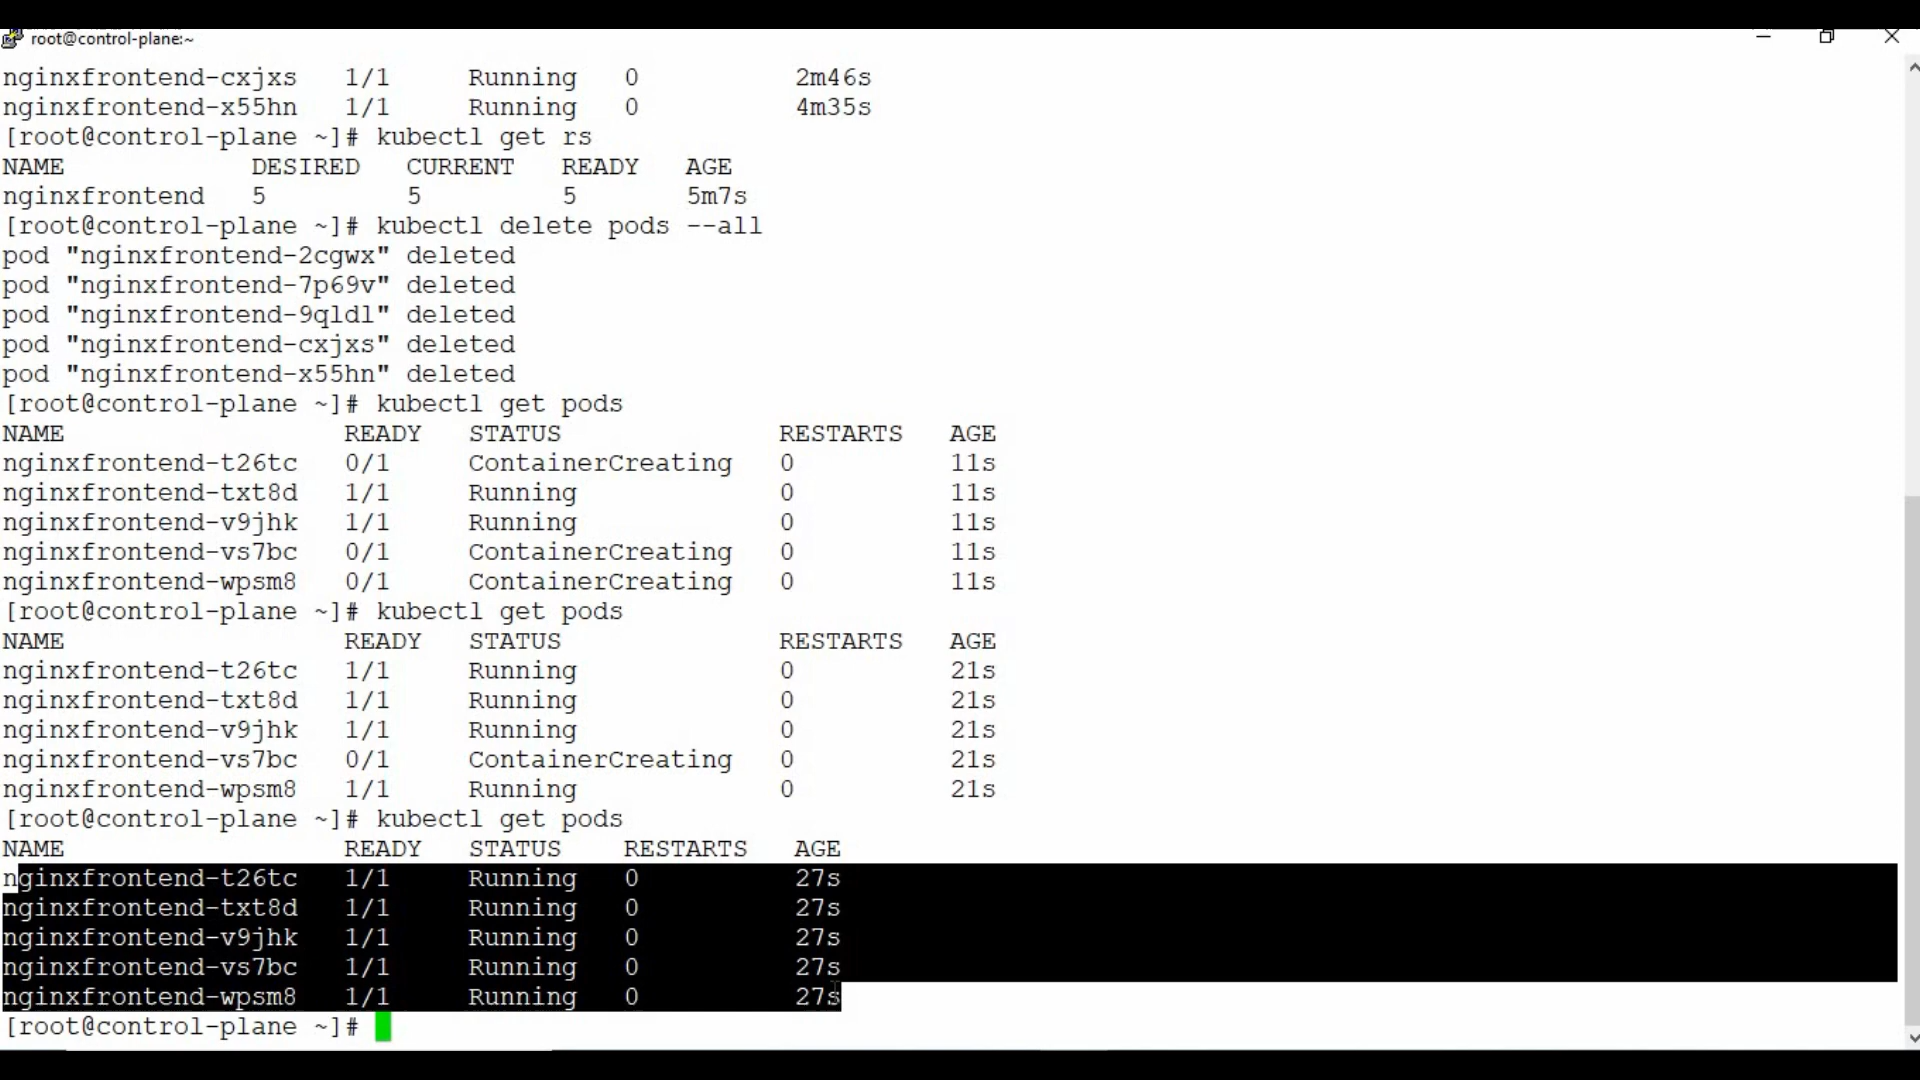 root@control-plane:~
nginxfrontend-cxjxs 1/1 Running 0 2m46s
nginxfrontend-x55hn 1/1 Running 0 4m35s
[root@control-plane ~]# kubectl get rs
NAME DESIRED CURRENT READY AGE
nginxfrontend 5 5 5 5m7s
[root@control-plane ~]# kubectl delete pods --all
pod "nginxfrontend-2cgwx" deleted
pod "nginxfrontend-7p69v" deleted
pod "nginxfrontend-9qldl" deleted
pod "nginxfrontend-cxjxs" deleted
pod "nginxfrontend-x55hn" deleted
[root@control-plane ~]# kubectl get pods
NAME READY STATUS RESTARTS AGE
nginxfrontend-t26tc 0/1 ContainerCreating 0 11s
nginxfrontend-txt8d 1/1 Running 0 11s
nginxfrontend-v9jhk 1/1 Running 0 11s
nginxfrontend-vs7bc 0/1 ContainerCreating 0 11s
nginxfrontend-wpsm8 0/1 ContainerCreating 0 11s
[root@control-plane ~]# kubectl get pods
NAME READY STATUS RESTARTS AGE
nginxfrontend-t26tc 1/1 Running 0 21s
nginxfrontend-txt8d 1/1 Running 0 21s
nginxfrontend-v9jhk 1/1 Running 0 21s
nginxfrontend-vs7bc 0/1 ContainerCreating 0 21s
nginxfrontend-wpsm8 1/1 Running 0 21s
[root@control-plane ~]# kubectl get pods
NAME READY STATUS RESTARTS AGE
nginxfrontend-t26tc 1/1 Running 0 27s
nginxfrontend-txt8d 1/1 Running 0 27s
nginxfrontend-v9jhk 1/1 Running 0 27s
nginxfrontend-vs7bc 1/1 Running 0 27s
nginxfrontend-wpsm8 1/1 Running 0 27s
[root@control-plane ~]#